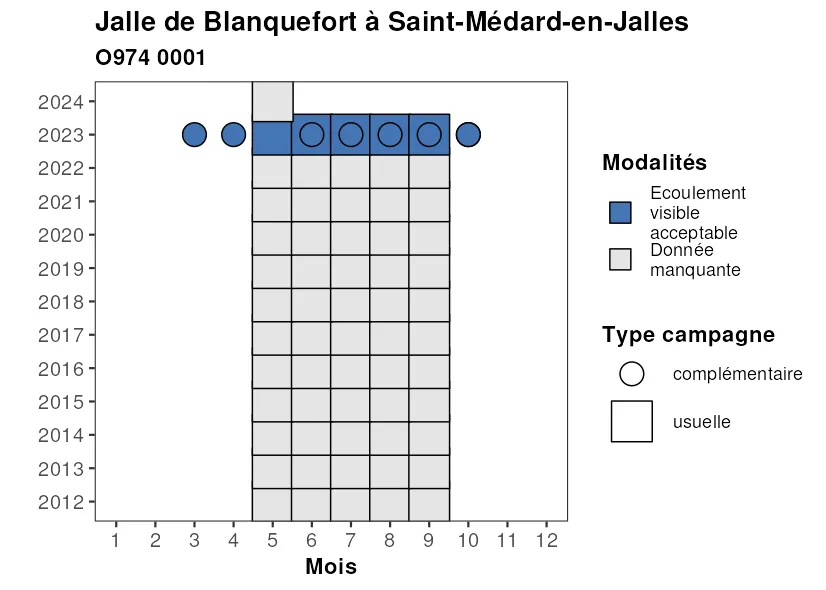 Jalle de Blanquefort à Saint-Médard-en-Jalles
O974 0001
2024
2023
2022
2021
2020
2019
2018
2017
2016
2015
2014
2013
2012
1 2 3 4 5 6 7 8 9 10 11 12
Mois
Modalités
Ecoulement
visible
acceptable
Donnée
manquante
Type campagne
complémentaire
usuelle